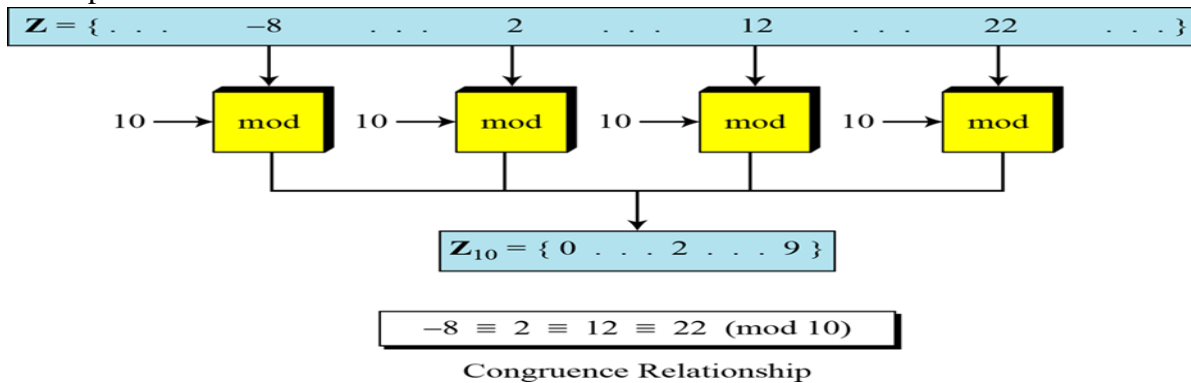 Z = { . . . −8 . . . 2 . . . 12 . . . 22 . . . }
10 mod 10 mod 10 mod 10 mod
Z₁₀ = { 0 . . . 2 . . . 9 }
−8 ≡ 2 ≡ 12 ≡ 22 (mod 10)
Congruence Relationship